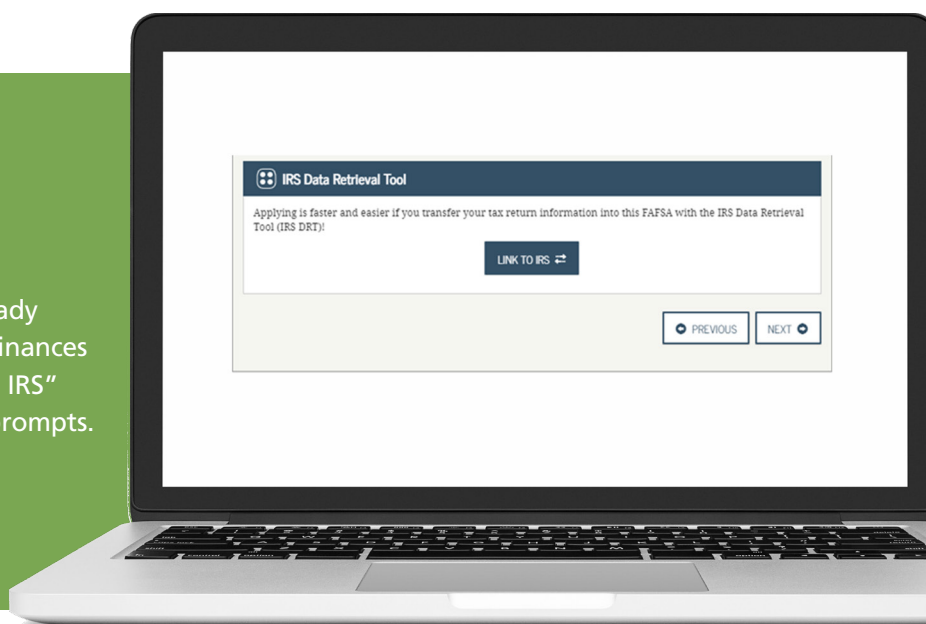 ady
inances
IRS”
rompts.
IRS Data Retrieval Tool
Applying is faster and easier if you transfer your tax return information into this FAFSA with the IRS Data Retrieval
Tool (IRS DRT)!
LINK TO IRS
PREVIOUS
NEXT